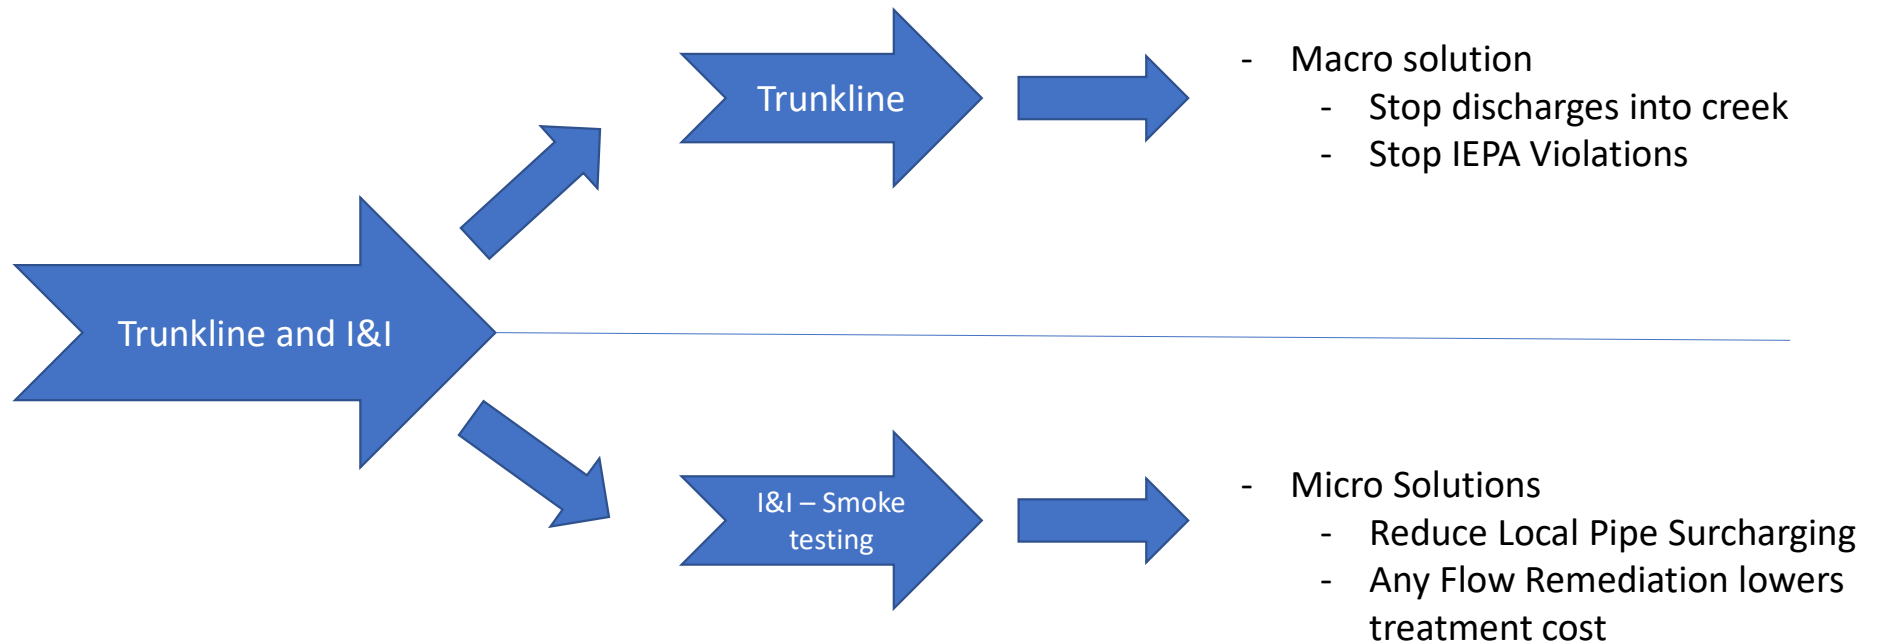 Trunkline
- Macro solution
- Stop discharges into creek
- Stop IEPA Violations
Trunkline and I&I
I&I – Smoke
testing
- Micro Solutions
- Reduce Local Pipe Surcharging
- Any Flow Remediation lowers
treatment cost